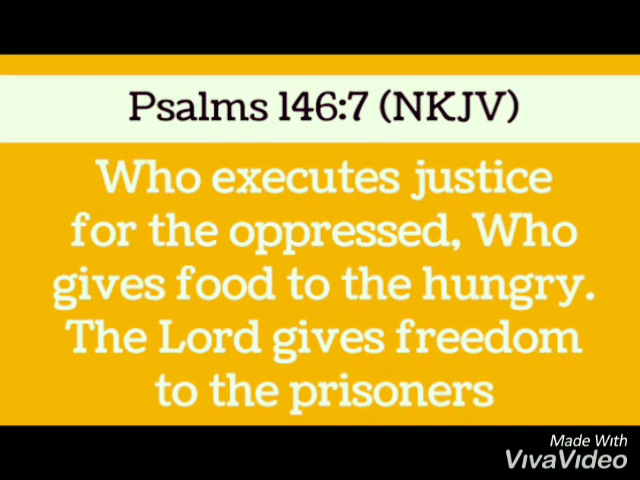 Psalms 146:7 (NKJV)
Who executes justice
for the oppressed, Who
gives food to the hungry.
The Lord gives freedom
to the prisoners
Made With
VivaVideo